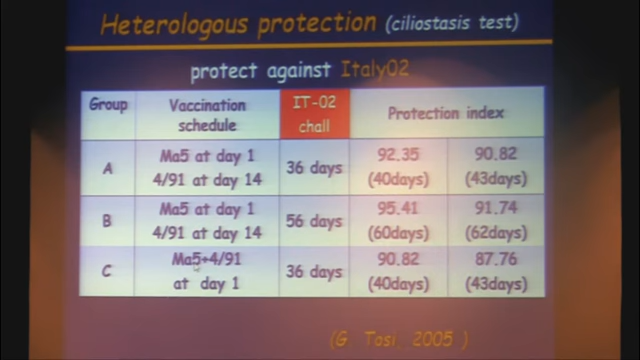 Heterologous protection (ciliostasis test)
protect against Italy02
Group
Vaccination schedule
IT-02 chall
Protection index
A
Ma5 at day 1
4/91 at day 14
36 days
92.35
(40days)
90.82
(43days)
B
Ma5 at day 1
4/91 at day 14
56 days
95.41
(60days)
91.74
(62days)
C
Ma5+4/91
at day 1
36 days
90.82
(40days)
87.76
(43days)
(G Tosi, 2005 )